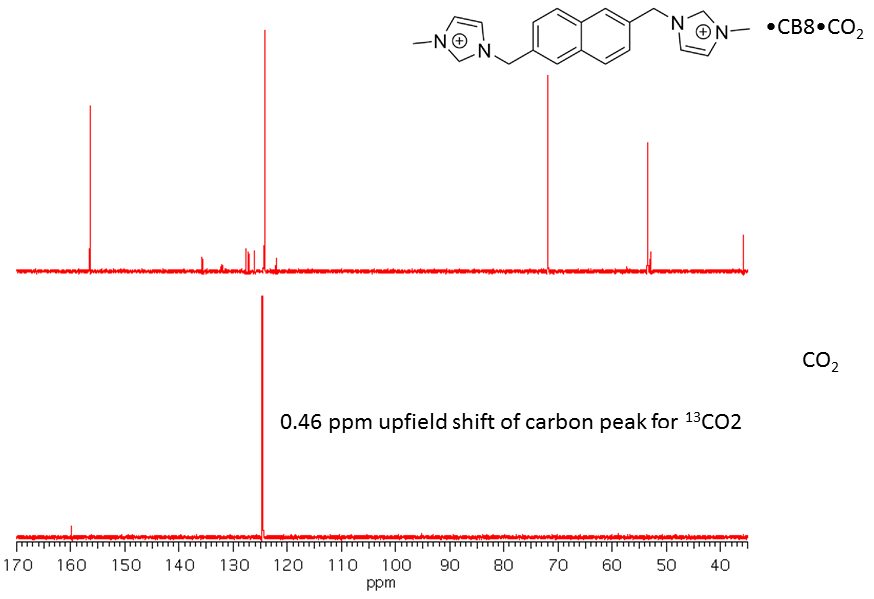 N
N
⊕
N
N
⊕
•CB8•CO₂
CO₂
0.46 ppm upfield shift of carbon peak for ¹³CO2
170 160 150 140 130 120 110 100 90 80 70 60 50 40
ppm